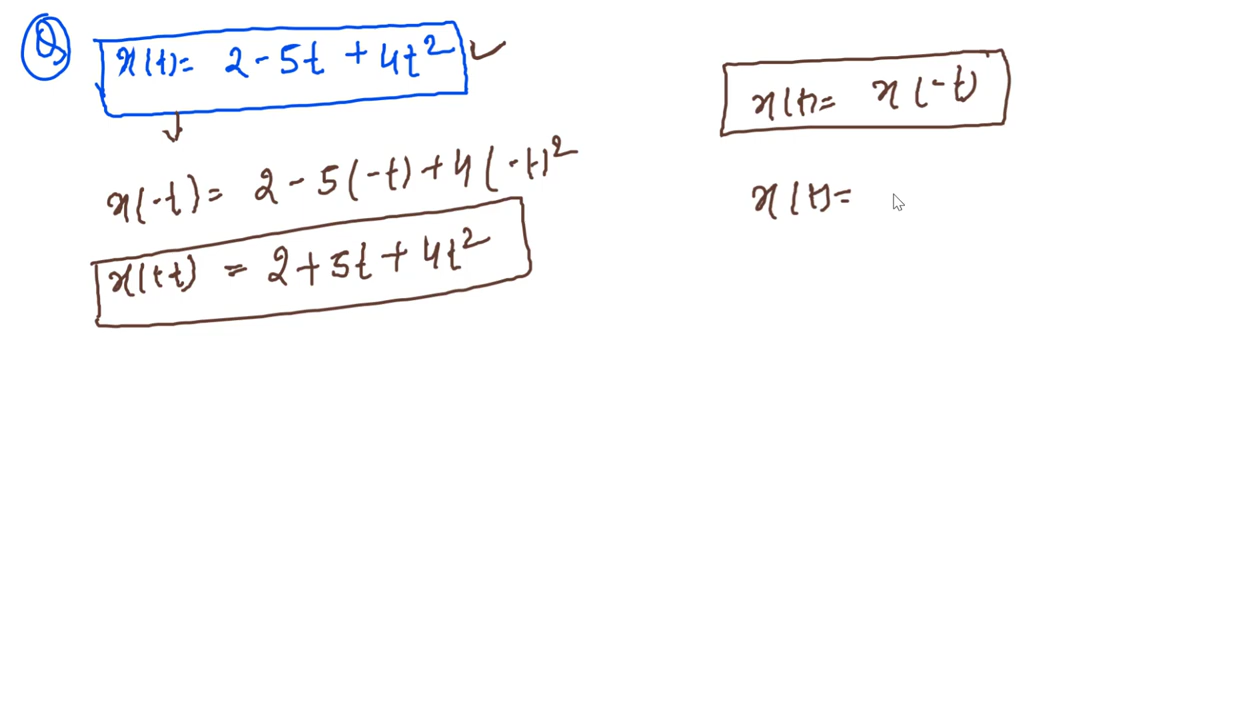 Q x(t)= 2-5t +4t²
x(-t)= 2-5(-t)+4(-t)²
x(+t) = 2+5t+4t²
x(t)= x(-t)
x(t)=